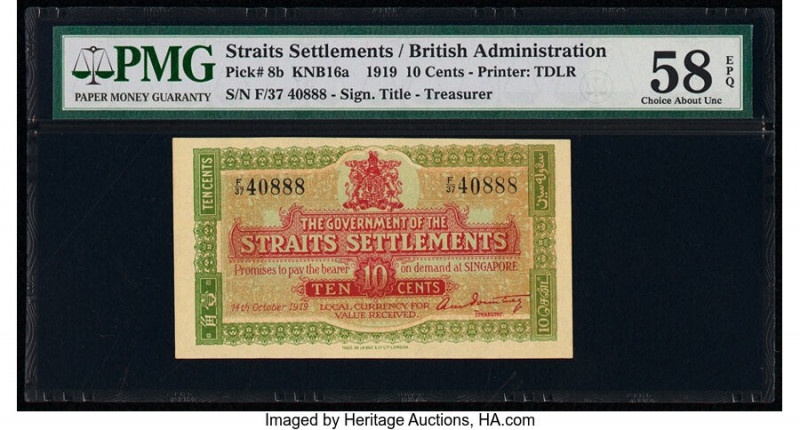 PMG
PAPER MONEY GUARANTY
Straits Settlements / British Administration
Pick# 8b KNB16a 1919 10 Cents - Printer: TDLR
S/N F/37 40888 - Sign. Title - Treasurer
58
EPQ
Choice About Unc
TEN CENTS
F/37 40888
F/37 40888
THE GOVERNMENT OF THE
STRAITS SETTLEMENTS
Promises to pay the bearer on demand at SINGAPORE
10
TEN CENTS
14th October 1919
LOCAL CURRENCY FOR
VALUE RECEIVED.
TREASURER.
角
Imaged by Heritage Auctions, HA.com